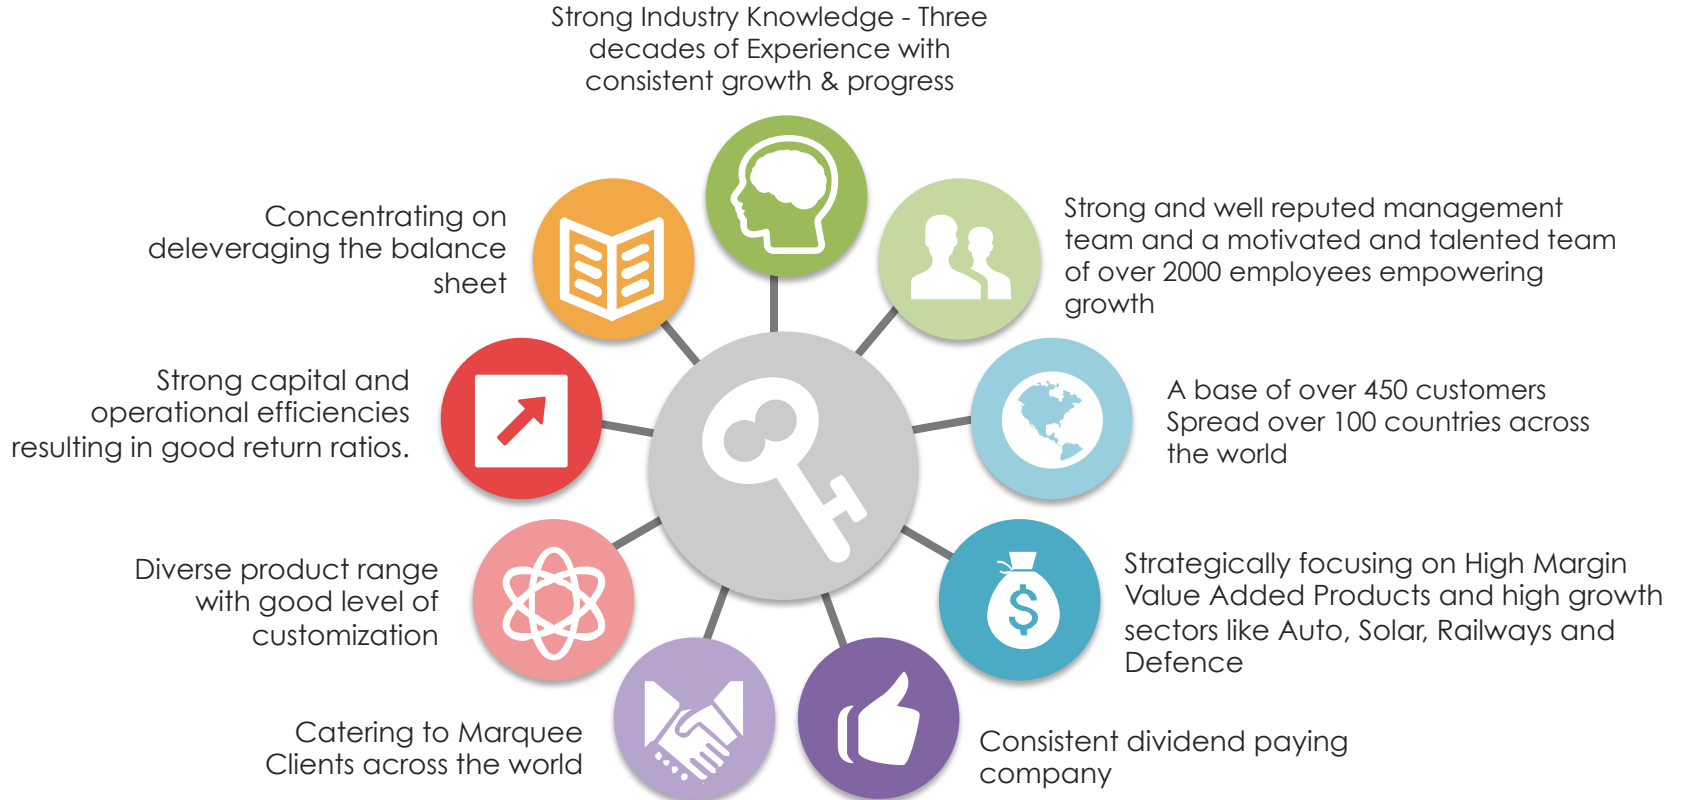 Strong Industry Knowledge - Three
decades of Experience with
consistent growth & progress
Strong and well reputed management
team and a motivated and talented team
of over 2000 employees empowering
growth
A base of over 450 customers
Spread over 100 countries across
the world
Strategically focusing on High Margin
Value Added Products and high growth
sectors like Auto, Solar, Railways and
Defence
Consistent dividend paying
company
Catering to Marquee
Clients across the world
Diverse product range
with good level of
customization
Strong capital and
operational efficiencies
resulting in good return ratios.
Concentrating on
deleveraging the balance
sheet
$